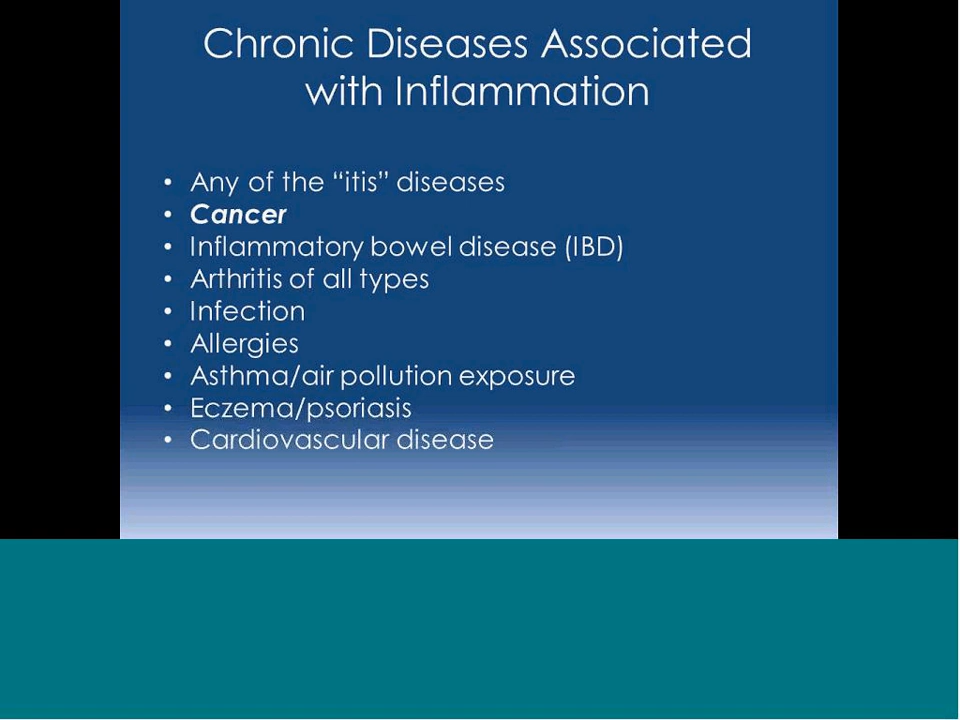 Chronic Diseases Associated
with Inflammation
• Any of the “itis” diseases
• Cancer
• Inflammatory bowel disease (IBD)
• Arthritis of all types
• Infection
• Allergies
• Asthma/air pollution exposure
• Eczema/psoriasis
• Cardiovascular disease